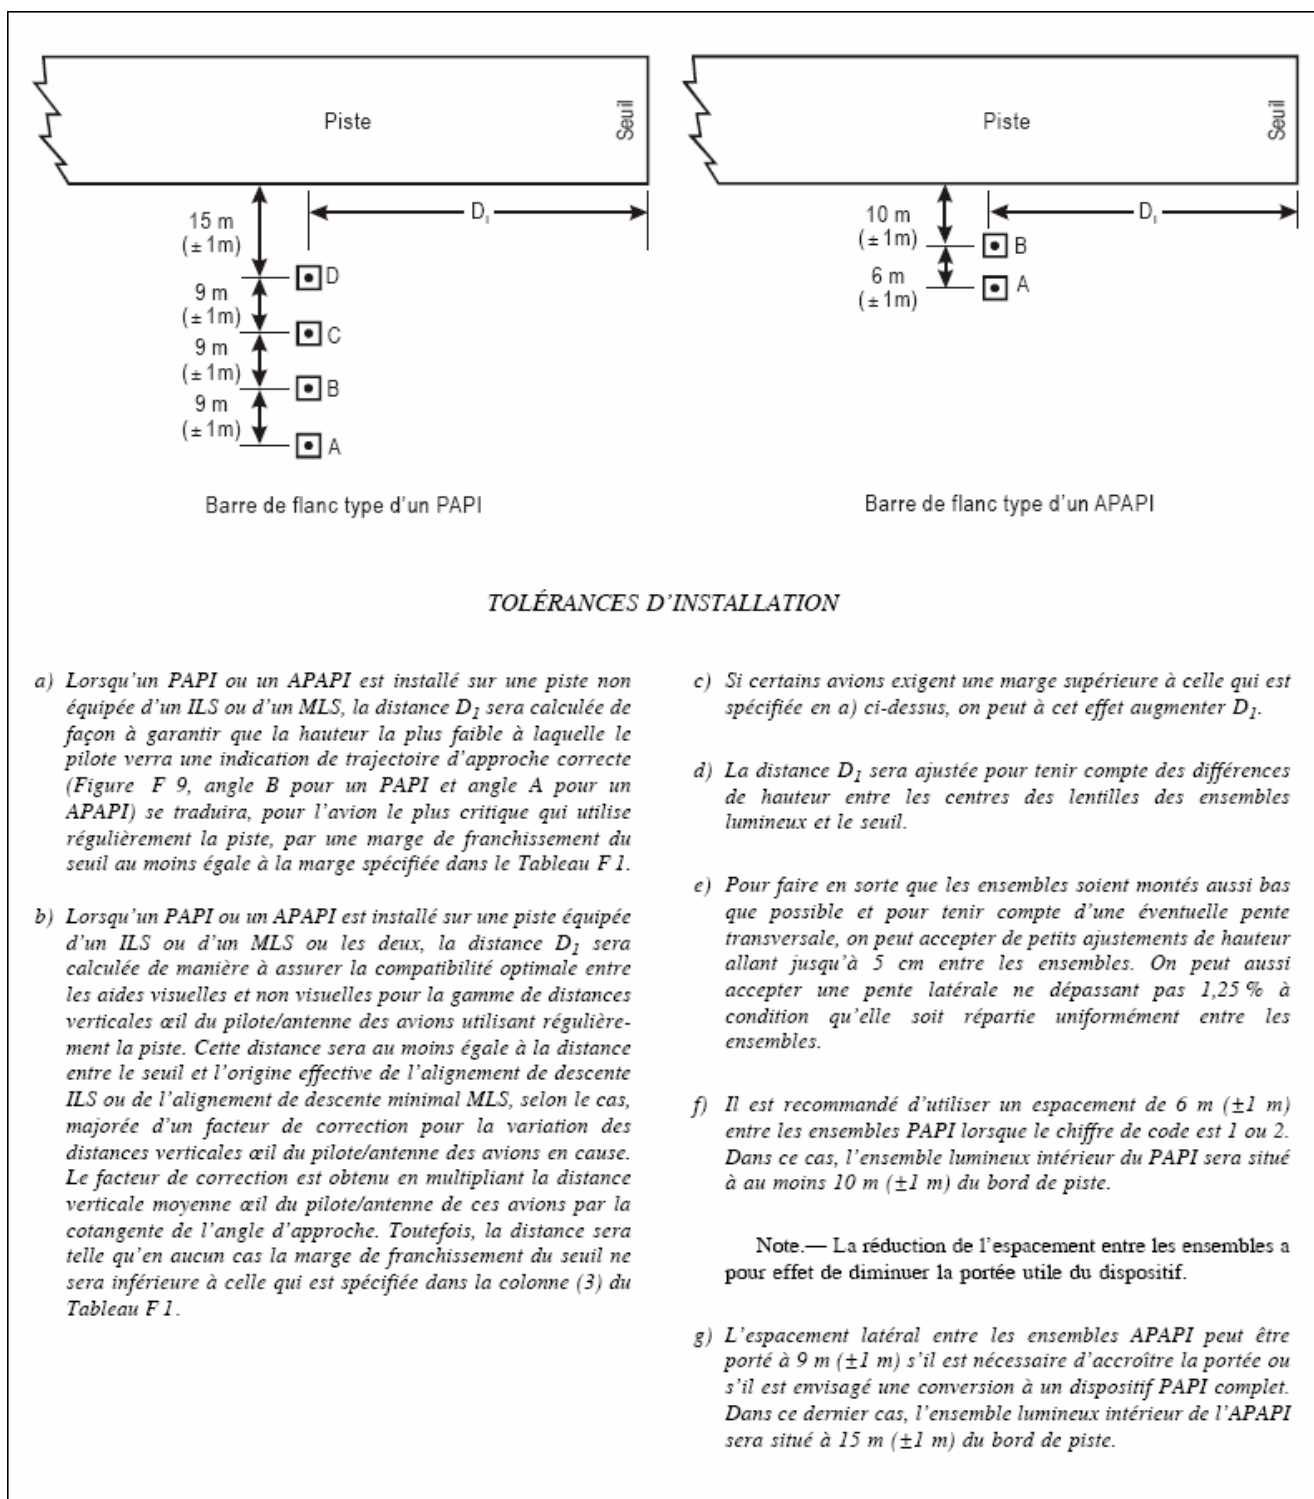 Piste
Seuil
15 m
(± 1m)
D₁
D
9 m
(± 1m)
C
9 m
(± 1m)
B
9 m
(± 1m)
A
Barre de flanc type d'un PAPI
Piste
Seuil
10 m
(± 1m)
D₁
B
6 m
(± 1m)
A
Barre de flanc type d'un APAPI
TOLÉRANCES D'INSTALLATION
a) Lorsqu'un PAPI ou un APAPI est installé sur une piste non
équipée d'un ILS ou d'un MLS, la distance D₁ sera calculée de
façon à garantir que la hauteur la plus faible à laquelle le
pilote verra une indication de trajectoire d'approche correcte
(Figure F 9, angle B pour un PAPI et angle A pour un
APAPI) se traduira, pour l'avion le plus critique qui utilise
régulièrement la piste, par une marge de franchissement du
seuil au moins égale à la marge spécifiée dans le Tableau F 1.
b) Lorsqu'un PAPI ou un APAPI est installé sur une piste équipée
d'un ILS ou d'un MLS ou les deux, la distance D₁ sera
calculée de manière à assurer la compatibilité optimale entre
les aides visuelles et non visuelles pour la gamme de distances
verticales œil du pilote/antenne des avions utilisant régulière-
ment la piste. Cette distance sera au moins égale à la distance
entre le seuil et l'origine effective de l'alignement de descente
ILS ou de l'alignement de descente minimal MLS, selon le cas,
majorée d'un facteur de correction pour la variation des
distances verticales œil du pilote/antenne des avions en cause.
Le facteur de correction est obtenu en multipliant la distance
verticale moyenne œil du pilote/antenne de ces avions par la
cotangente de l'angle d'approche. Toutefois, la distance sera
telle qu'en aucun cas la marge de franchissement du seuil ne
sera inférieure à celle qui est spécifiée dans la colonne (3) du
Tableau F 1.
c) Si certains avions exigent une marge supérieure à celle qui est
spécifiée en a) ci-dessus, on peut à cet effet augmenter D₁.
d) La distance D₁ sera ajustée pour tenir compte des différences
de hauteur entre les centres des lentilles des ensembles
lumineux et le seuil.
e) Pour faire en sorte que les ensembles soient montés aussi bas
que possible et pour tenir compte d'une éventuelle pente
transversale, on peut accepter de petits ajustements de hauteur
allant jusqu'à 5 cm entre les ensembles. On peut aussi
accepter une pente latérale ne dépassant pas 1,25 % à
condition qu'elle soit répartie uniformément entre les
ensembles.
f) Il est recommandé d'utiliser un espacement de 6 m (±1 m)
entre les ensembles PAPI lorsque le chiffre de code est 1 ou 2.
Dans ce cas, l'ensemble lumineux intérieur du PAPI sera situé
à au moins 10 m (±1 m) du bord de piste.
Note.— La réduction de l'espacement entre les ensembles a
pour effet de diminuer la portée utile du dispositif.
g) L'espacement latéral entre les ensembles APAPI peut être
porté à 9 m (±1 m) s'il est nécessaire d'accroître la portée ou
s'il est envisagé une conversion à un dispositif PAPI complet.
Dans ce dernier cas, l'ensemble lumineux intérieur de l'APAPI
sera situé à 15 m (±1 m) du bord de piste.